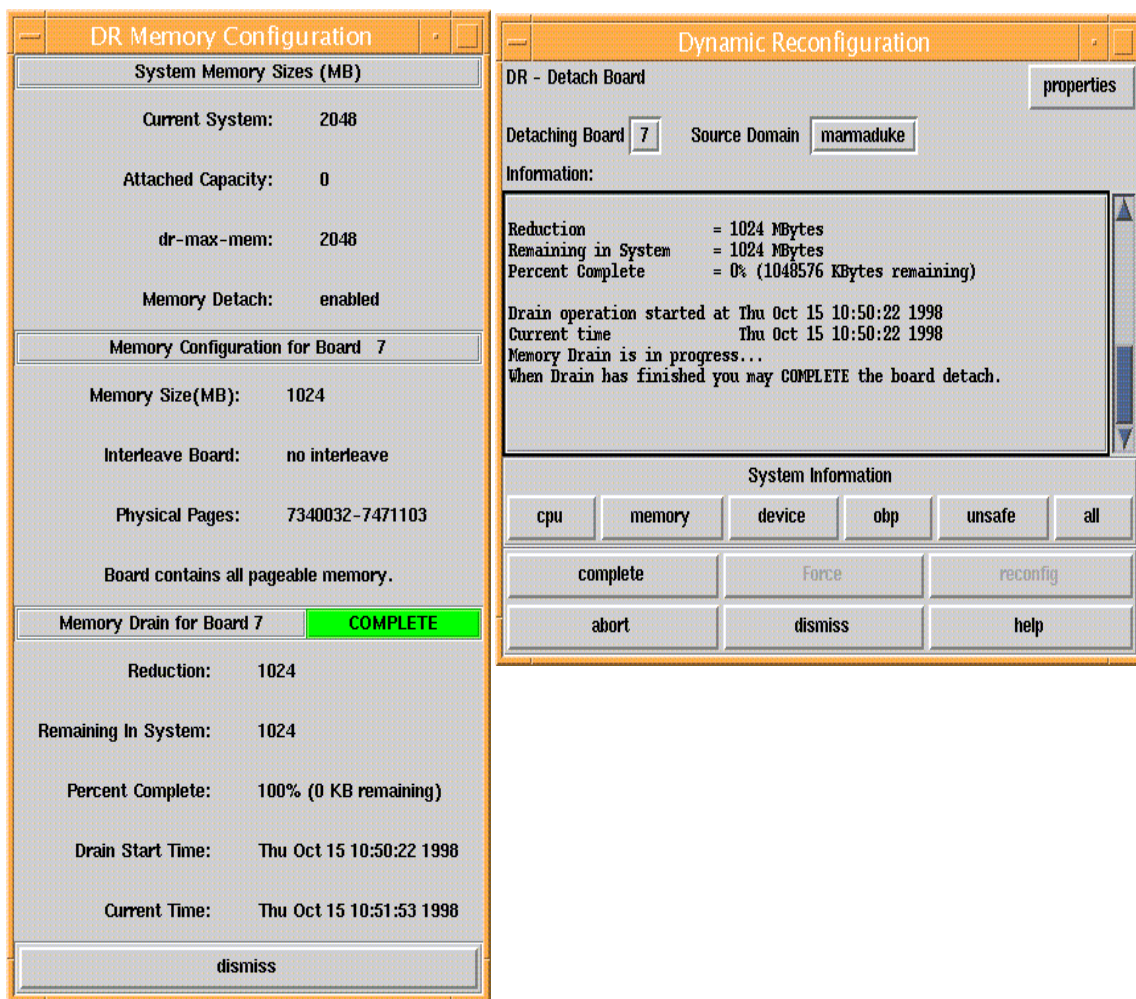 DR Memory Configuration
System Memory Sizes (MB)
Current System: 2048
Attached Capacity: 0
dr-max-mem: 2048
Memory Detach: enabled
Memory Configuration for Board 7
Memory Size(MB): 1024
Interleave Board: no interleave
Physical Pages: 7340032-7471103
Board contains all pageable memory.
Memory Drain for Board 7 COMPLETE
Reduction: 1024
Remaining In System: 1024
Percent Complete: 100% (0 KB remaining)
Drain Start Time: Thu Oct 15 10:50:22 1998
Current Time: Thu Oct 15 10:51:53 1998
dismiss
Dynamic Reconfiguration
DR - Detach Board
properties
Detaching Board 7 Source Domain marmaduke
Information:
Reduction = 1024 MBytes
Remaining in System = 1024 MBytes
Percent Complete = 0% (1048576 KBytes remaining)
Drain operation started at Thu Oct 15 10:50:22 1998
Current time Thu Oct 15 10:50:22 1998
Memory Drain is in progress...
When Drain has finished you may COMPLETE the board detach.
System Information
cpu memory device obp unsafe all
complete Force reconfig
abort dismiss help